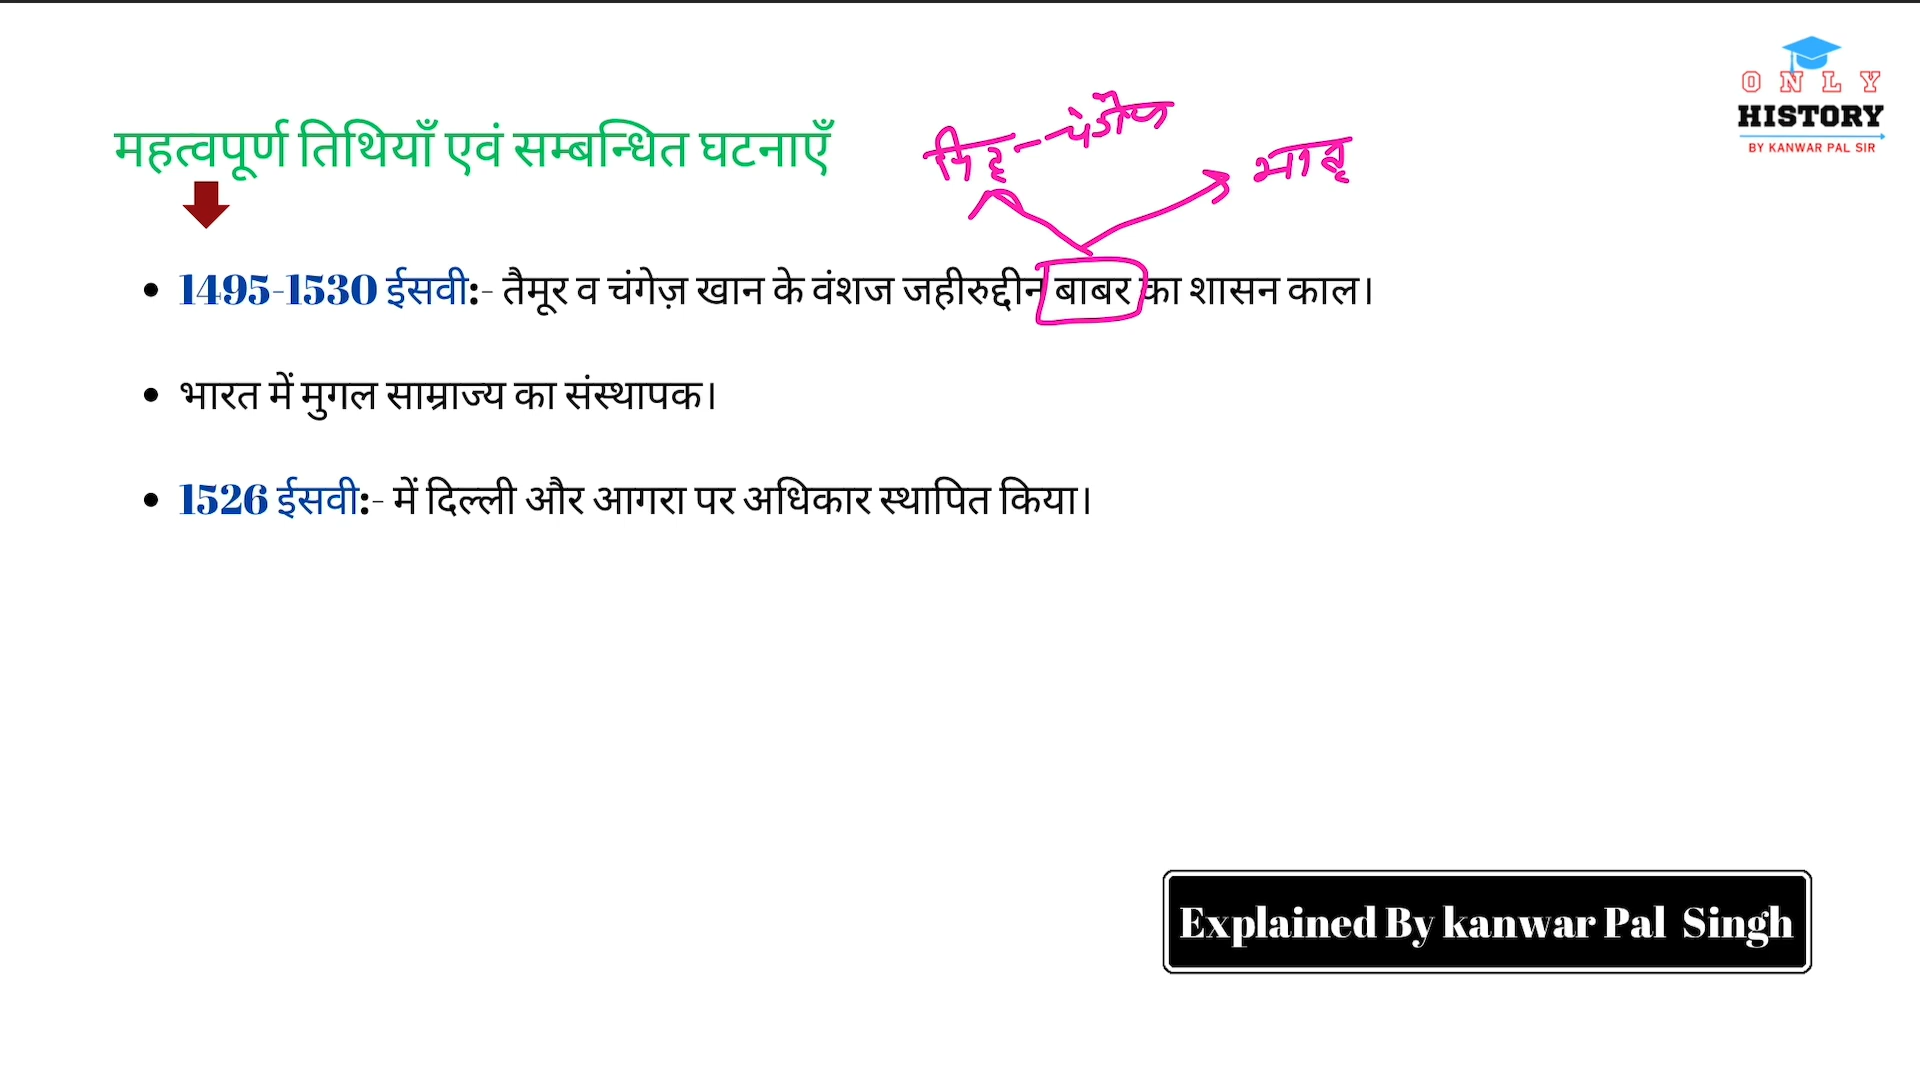 ONLY
HISTORY
BY KANWAR PAL SIR
महत्वपूर्ण तिथियाँ एवं सम्बन्धित घटनाएँ
1495-1530 ईसवी:- तैमूर व चंगेज़ खान के वंशज जहीरुद्दीन बाबर का शासन काल।
भारत में मुगल साम्राज्य का संस्थापक।
1526 ईसवी:- में दिल्ली और आगरा पर अधिकार स्थापित किया।
Explained By kanwar Pal Singh